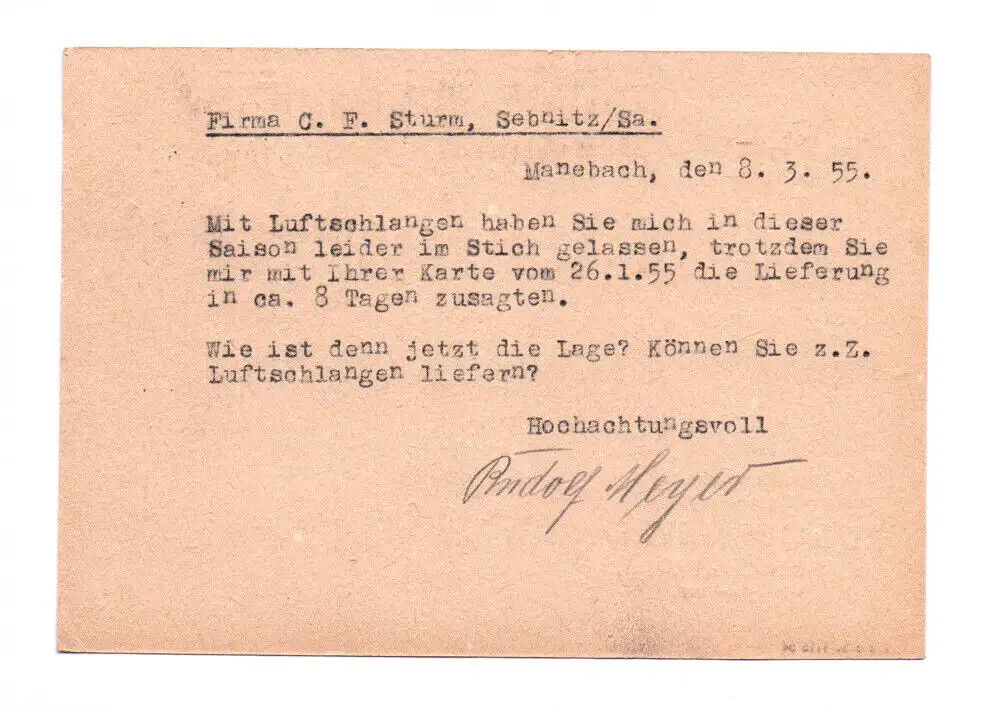 Firma C. F. Sturm, Sebnitz/Sa.
Manebach, den 8. 3. 55.
Mit Luftschlangen haben Sie mich in dieser
Saison leider im Stich gelassen, trotzdem Sie
mir mit Ihrer Karte vom 26.1.55 die Lieferung
in ca. 8 Tagen zusagten.
Wie ist denn jetzt die Lage? Können Sie z.Z.
Luftschlangen liefern?
Hochachtungsvoll
Rudolf Meyer